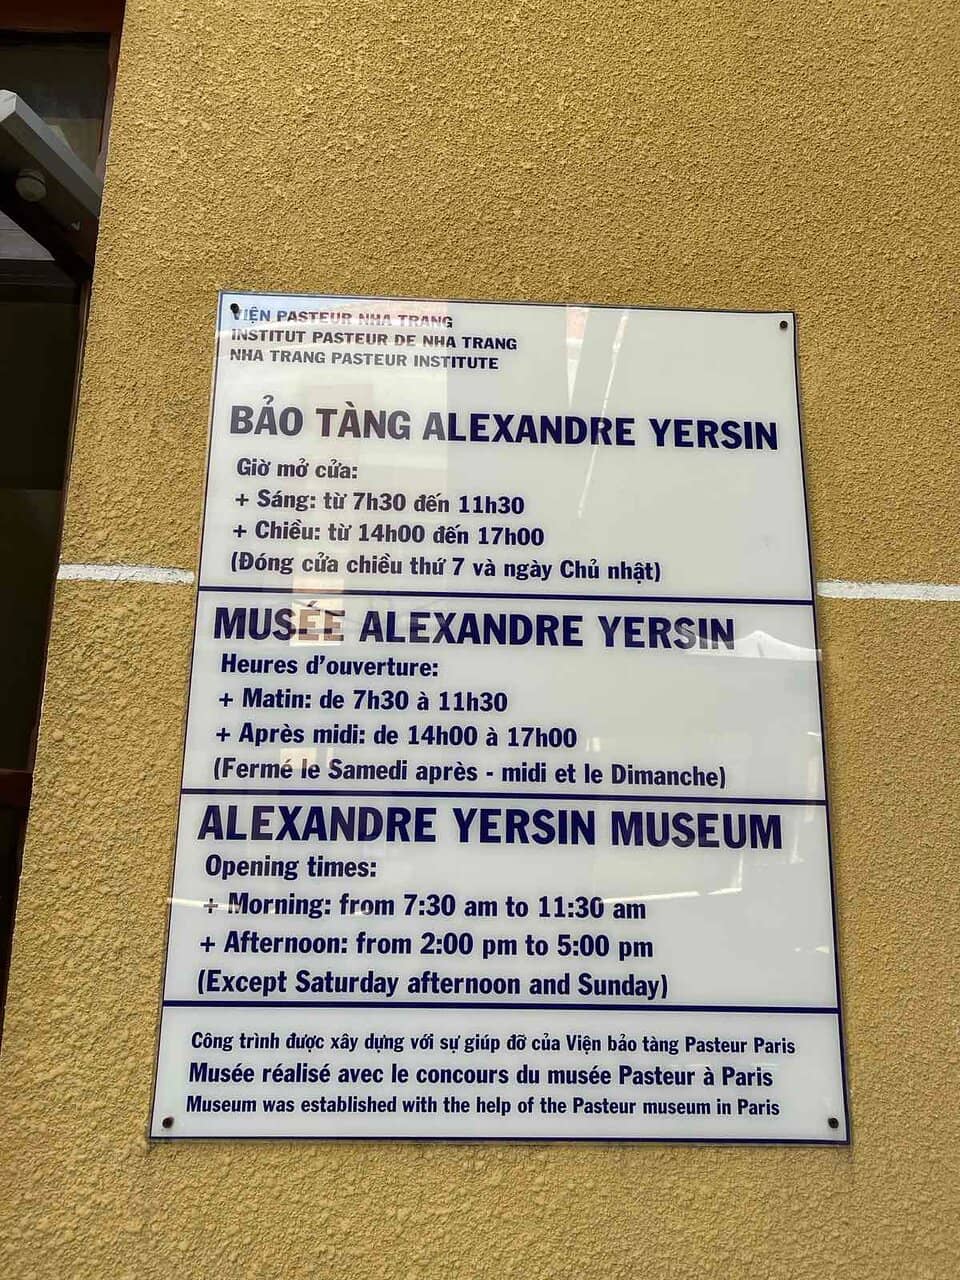 VIỆN PASTEUR NHA TRANG
INSTITUT PASTEUR DE NHA TRANG
NHA TRANG PASTEUR INSTITUTE
BẢO TÀNG ALEXANDRE YERSIN
Giờ mở cửa:
+ Sáng: từ 7h30 đến 11h30
+ Chiều: từ 14h00 đến 17h00
(Đóng cửa chiều thứ 7 và ngày Chủ nhật)
MUSÉE ALEXANDRE YERSIN
Heures d'ouverture:
+ Matin: de 7h30 à 11h30
+ Après midi: de 14h00 à 17h00
(Fermé le Samedi après - midi et le Dimanche)
ALEXANDRE YERSIN MUSEUM
Opening times:
+ Morning: from 7:30 am to 11:30 am
+ Afternoon: from 2:00 pm to 5:00 pm
(Except Saturday afternoon and Sunday)
Công trình được xây dựng với sự giúp đỡ của Viện bảo tàng Pasteur Paris
Musée réalisé avec le concours du musée Pasteur à Paris
Museum was established with the help of the Pasteur museum in Paris